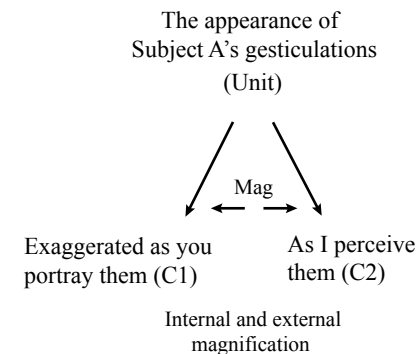 The appearance of
Subject A's gesticulations
(Unit)
Mag
Exaggerated as you
portray them (C1)
As I perceive
them (C2)
Internal and external
magnification